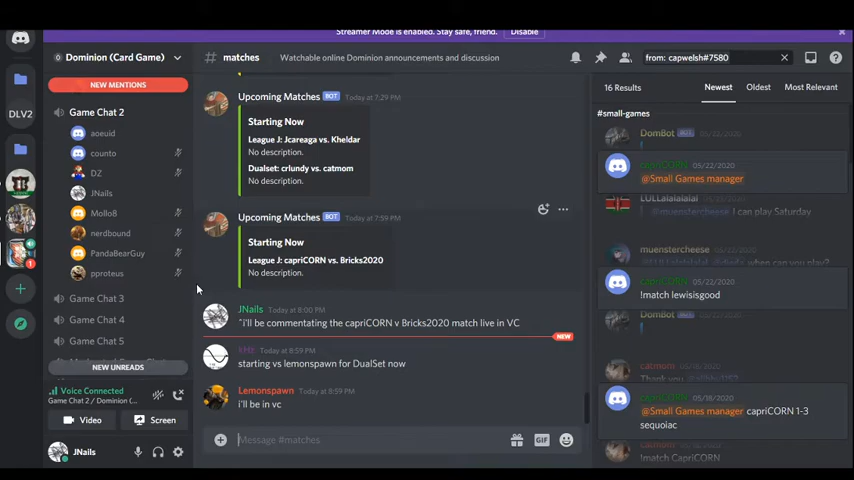 Streamer Mode is enabled. Stay safe, friend.
Disable
Dominion (Card Game)
# matches
Watchable online Dominion announcements and discussion
from: capwelsh#7580
NEW MENTIONS
16 Results
Newest
Oldest
Most Relevant
DLV2
Game Chat 2
aoeuid
counto
DZ
JNails
Mollo8
nerdbound
PandaBearGuy
pproteus
Game Chat 3
Game Chat 4
Game Chat 5
NEW UNREADS
Voice Connected
Game Chat 2 / Dominion (...
Video
Screen
JNails
1
Upcoming Matches BOT Today at 7:29 PM
Starting Now
League J: Jcareaga vs. Kheldar
No description.
Dualset: crlundy vs. catmom
No description.
Upcoming Matches BOT Today at 7:59 PM
Starting Now
League J: capriCORN vs. Bricks2020
No description.
JNails Today at 8:00 PM
"i'll be commentating the capriCORN v Bricks2020 match live in VC
NEW
Today at 8:59 PM
starting vs lemonspawn for DualSet now
Lemonspawn Today at 8:59 PM
i'll be in vc
Message #matches
GIF
#small-games
DomBot BOT 05/22/2020
capriCORN 05/22/2020
@Small Games manager
LULLalalalalal 05/22/2020
@muenstercheese I can play Saturday
muenstercheese 05/22/2020
when can you play?
capriCORN 05/22/2020
!match lewisisgood
DomBot BOT 05/22/2020
catmom 05/18/2020
Thank you
capriCORN 05/18/2020
@Small Games manager capriCORN 1-3
sequoiac
catmom 05/18/2020
!match CapriCORN